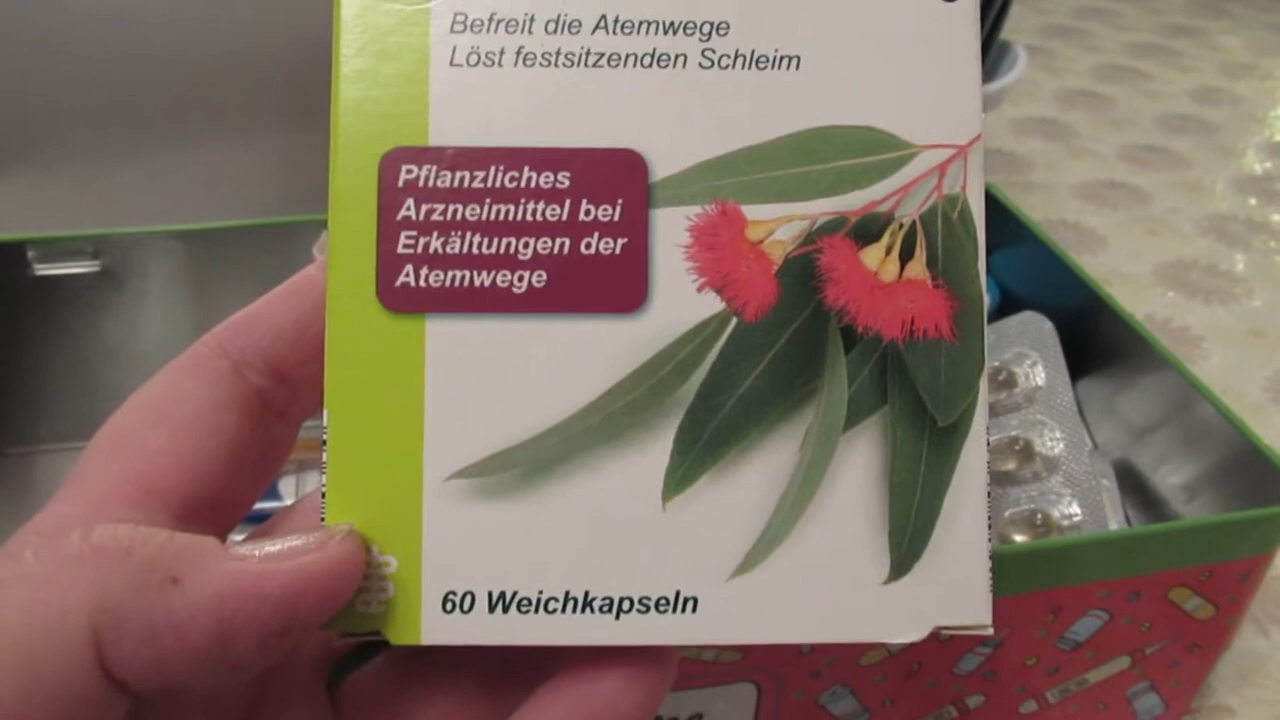 Befreit die Atemwege
Löst festsitzenden Schleim
Pflanzliches
Arzneimittel bei
Erkältungen der
Atemwege
60 Weichkapseln